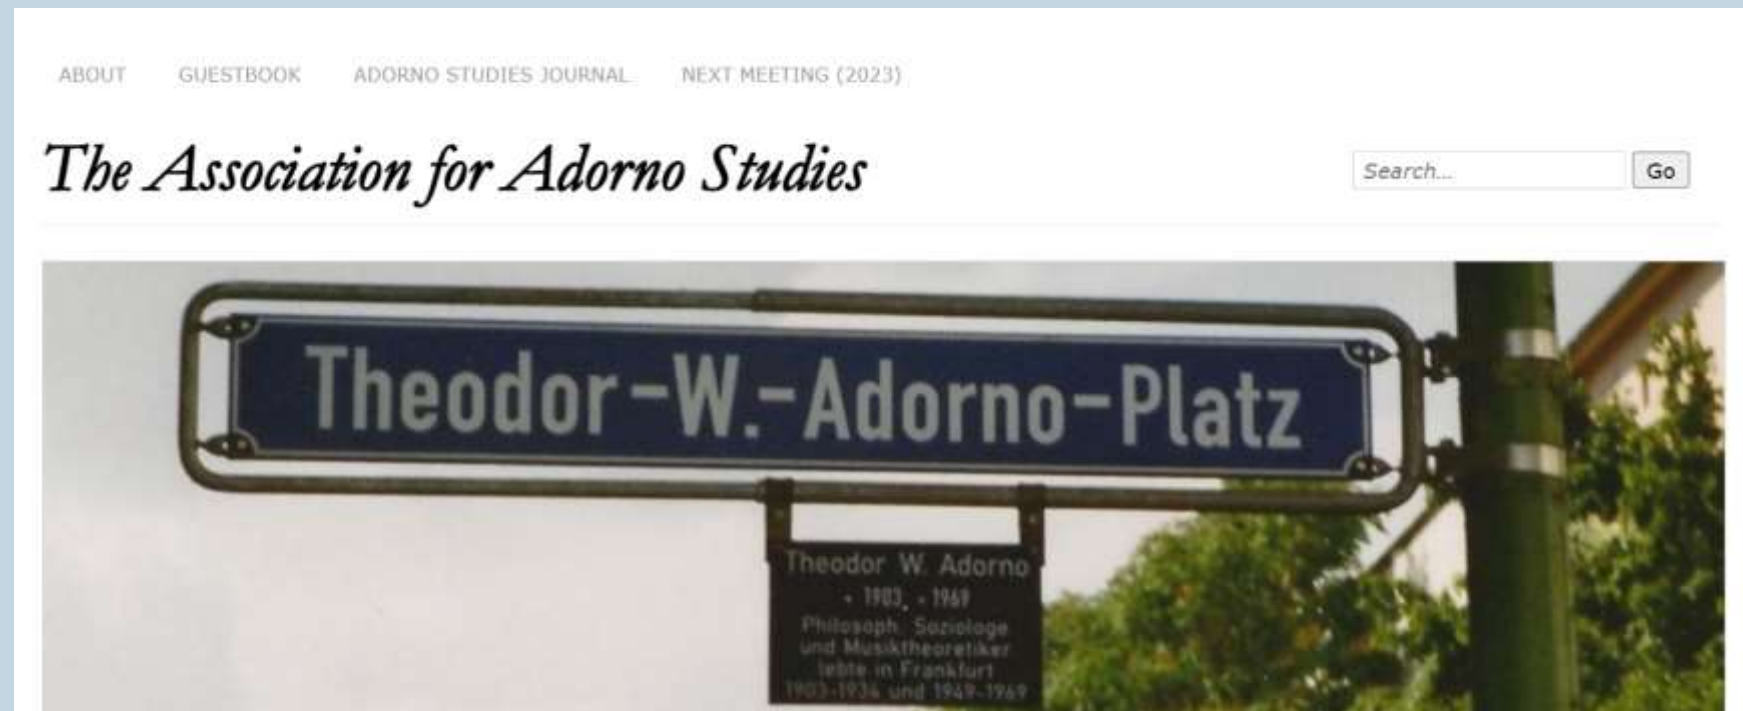 ABOUT GUESTBOOK ADORNO STUDIES JOURNAL NEXT MEETING (2023)
The Association for Adorno Studies
Search...
Go
Theodor-W.-Adorno-Platz
Theodor W. Adorno
* 1903, - 1969
Philosoph, Soziologe
und Musiktheoretiker
lebte in Frankfurt
1903-1934 und 1949-1969